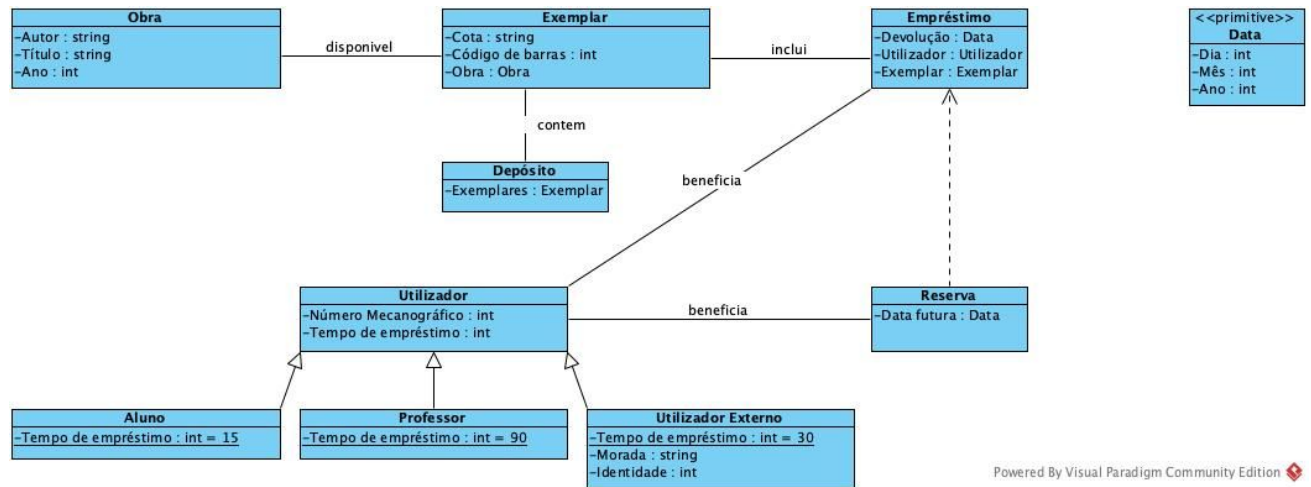 Obra
-Autor : string
-Título : string
-Ano : int
disponivel
Exemplar
-Cota : string
-Código de barras : int
-Obra : Obra
inclui
Empréstimo
-Devolução : Data
-Utilizador : Utilizador
-Exemplar : Exemplar
<<primitive>>
Data
-Dia : int
-Mês : int
-Ano : int
contem
Depósito
-Exemplares : Exemplar
beneficia
Utilizador
-Número Mecanográfico : int
-Tempo de empréstimo : int
beneficia
Reserva
-Data futura : Data
Aluno
-Tempo de empréstimo : int = 15
Professor
-Tempo de empréstimo : int = 90
Utilizador Externo
-Tempo de empréstimo : int = 30
-Morada : string
-Identidade : int
Powered By Visual Paradigm Community Edition